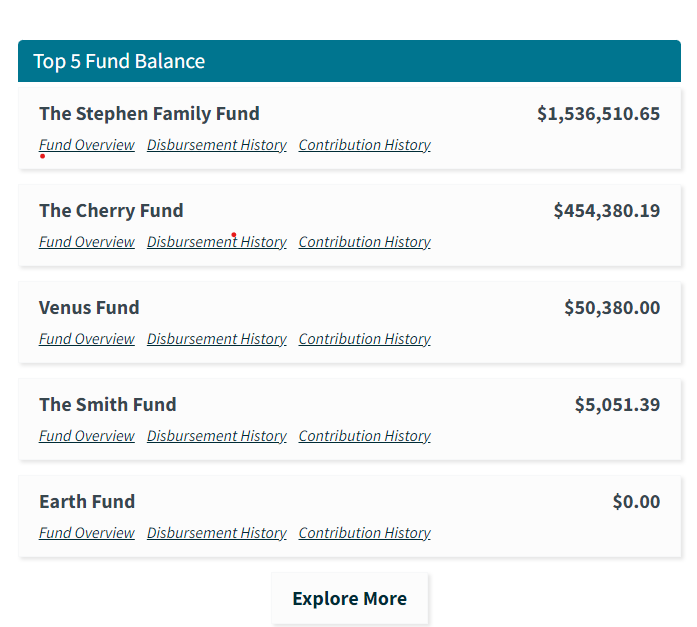 Top 5 Fund Balance
The Stephen Family Fund $1,536,510.65
Fund Overview Disbursement History Contribution History
The Cherry Fund $454,380.19
Fund Overview Disbursement History Contribution History
Venus Fund $50,380.00
Fund Overview Disbursement History Contribution History
The Smith Fund $5,051.39
Fund Overview Disbursement History Contribution History
Earth Fund $0.00
Fund Overview Disbursement History Contribution History
Explore More